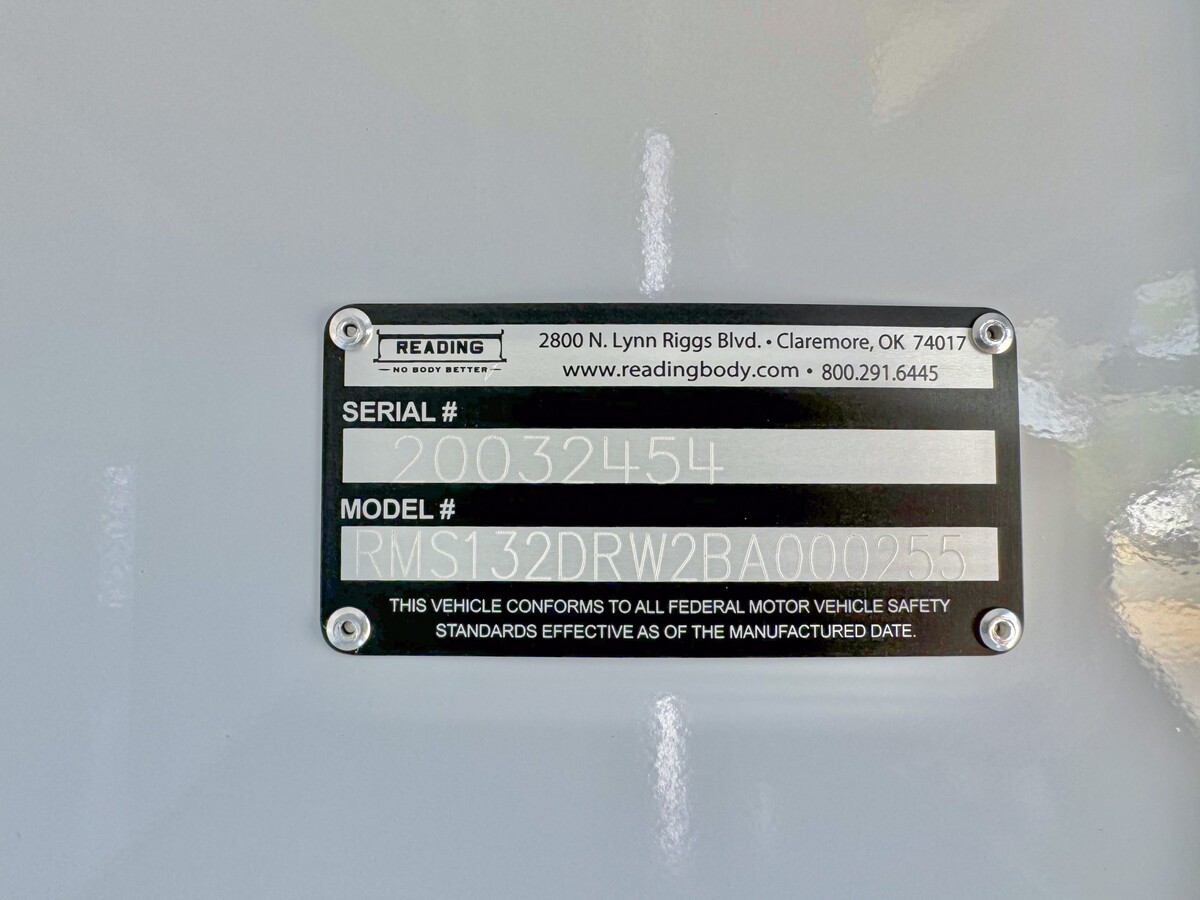 READING
NO BODY BETTER
2800 N. Lynn Riggs Blvd. • Claremore, OK 74017
www.readingbody.com • 800.291.6445
SERIAL #
20032454
MODEL #
RMS132DRW2BA000255
THIS VEHICLE CONFORMS TO ALL FEDERAL MOTOR VEHICLE SAFETY
STANDARDS EFFECTIVE AS OF THE MANUFACTURED DATE.